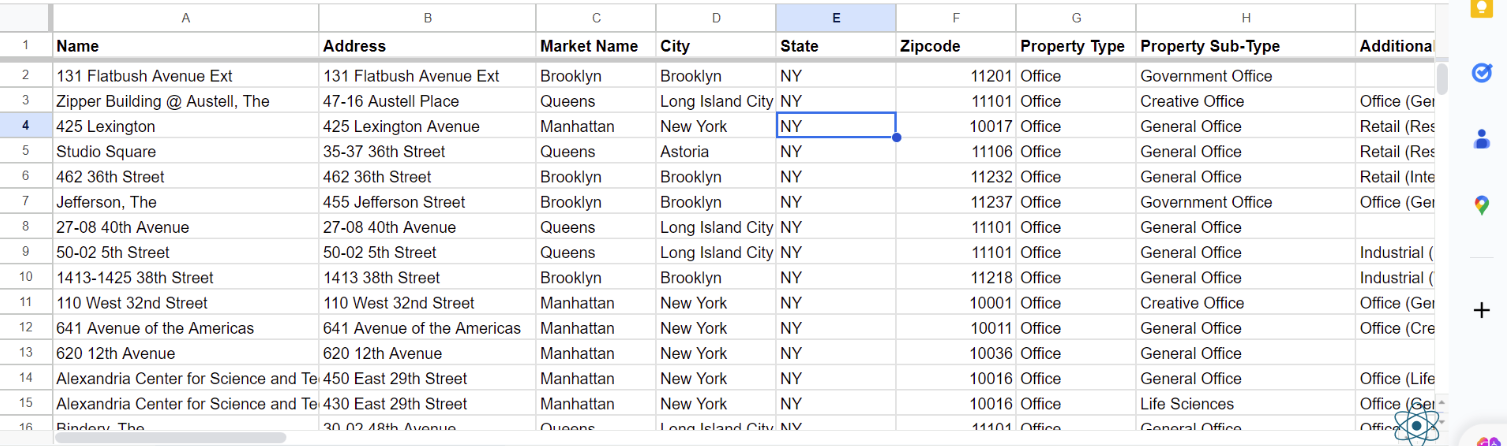 A B C D E F G H
1 Name Address Market Name City State Zipcode Property Type Property Sub-Type Additional
2 131 Flatbush Avenue Ext 131 Flatbush Avenue Ext Brooklyn Brooklyn NY 11201 Office Government Office
3 Zipper Building @ Austell, The 47-16 Austell Place Queens Long Island City NY 11101 Office Creative Office Office (Ger
4 425 Lexington 425 Lexington Avenue Manhattan New York NY 10017 Office General Office Retail (Res
5 Studio Square 35-37 36th Street Queens Astoria NY 11106 Office General Office Retail (Res
6 462 36th Street 462 36th Street Brooklyn Brooklyn NY 11232 Office General Office Retail (Inte
7 Jefferson, The 455 Jefferson Street Brooklyn Brooklyn NY 11237 Office Government Office Office (Ger
8 27-08 40th Avenue 27-08 40th Avenue Queens Long Island City NY 11101 Office General Office
9 50-02 5th Street 50-02 5th Street Queens Long Island City NY 11101 Office General Office Industrial (
10 1413-1425 38th Street 1413 38th Street Brooklyn Brooklyn NY 11218 Office General Office Industrial (
11 110 West 32nd Street 110 West 32nd Street Manhattan New York NY 10001 Office Creative Office Office (Ger
12 641 Avenue of the Americas 641 Avenue of the Americas Manhattan New York NY 10011 Office General Office Office (Cre
13 620 12th Avenue 620 12th Avenue Manhattan New York NY 10036 Office General Office
14 Alexandria Center for Science and Te 450 East 29th Street Manhattan New York NY 10016 Office General Office Office (Life
15 Alexandria Center for Science and Te 430 East 29th Street Manhattan New York NY 10016 Office Life Sciences Office (Ger
16 Bindery, The 30-02 48th Avenue Queens Long Island City NY 11101 Office General Office Office